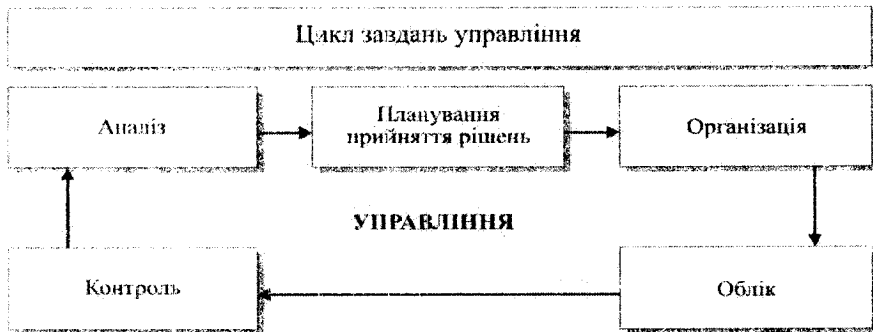 Цикл завдань управління
Аналіз
Планування
прийняття рішень
Організація
УПРАВЛІННЯ
Контроль
Облік